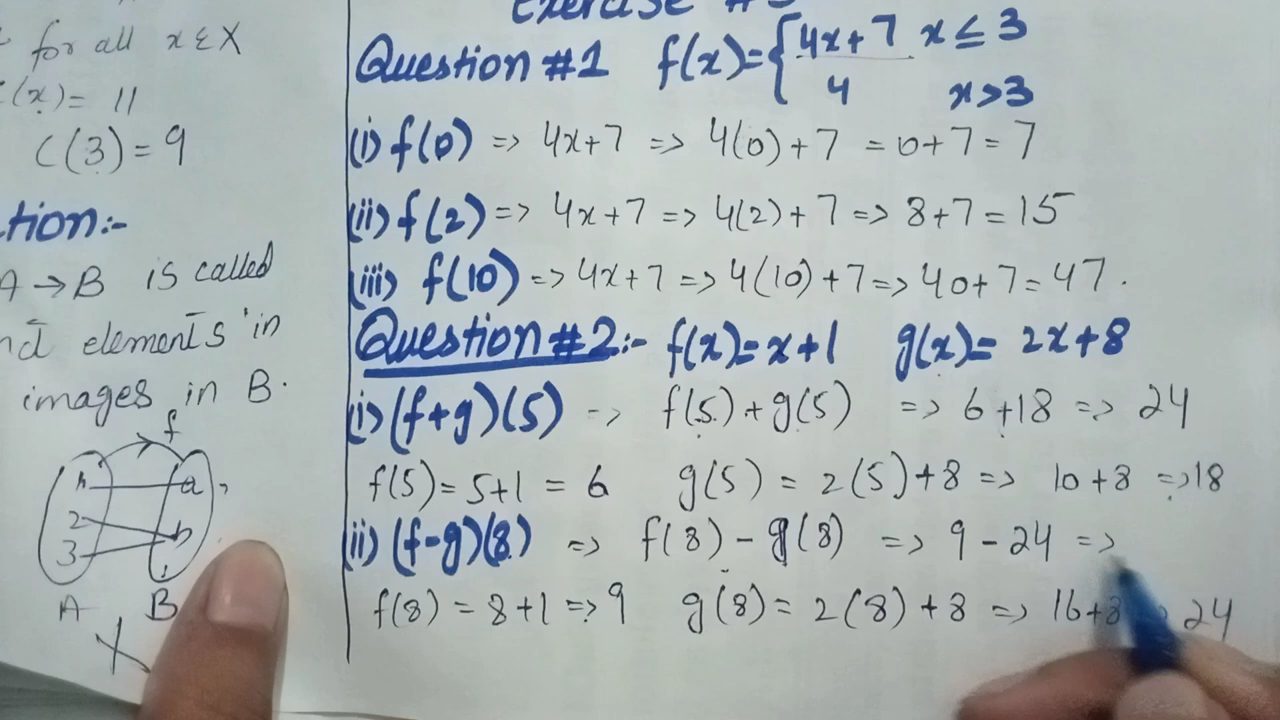 for all x ε X
(x) = 11
C(3) = 9
tion:-
A → B is called
elements in
images in B.
f
1 a
2 b
3
A B
Exercise #
Question #1 f(x)={4x+7 x ≤ 3
4 x>3
(i) f(0) => 4x+7 => 4(0)+7 = 0+7 = 7
(ii) f(2) => 4x+7 => 4(2)+7 => 8+7 = 15
(iii) f(10) => 4x+7 => 4(10)+7 => 40+7 = 47.
Question #2:- f(x)=x+1 g(x)= 2x+8
(i) (f+g)(5) -> f(5)+g(5) => 6+18 => 24
f(5) = 5+1 = 6 g(5) = 2(5)+8 => 10+8 => 18
(ii) (f-g)(8) => f(8) - g(8) => 9 - 24 =>
f(8) = 8+1 => 9 g(8) = 2(8)+8 => 16+8 24